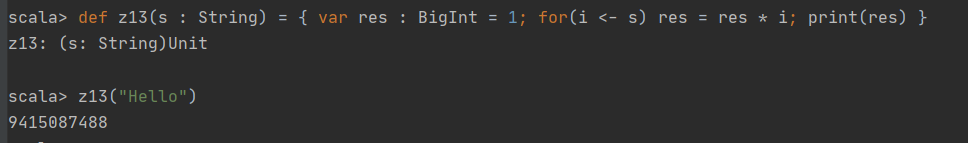 scala> def z13(s : String) = { var res : BigInt = 1; for(i <- s) res = res * i; print(res) }
z13: (s: String)Unit
scala> z13("Hello")
9415087488